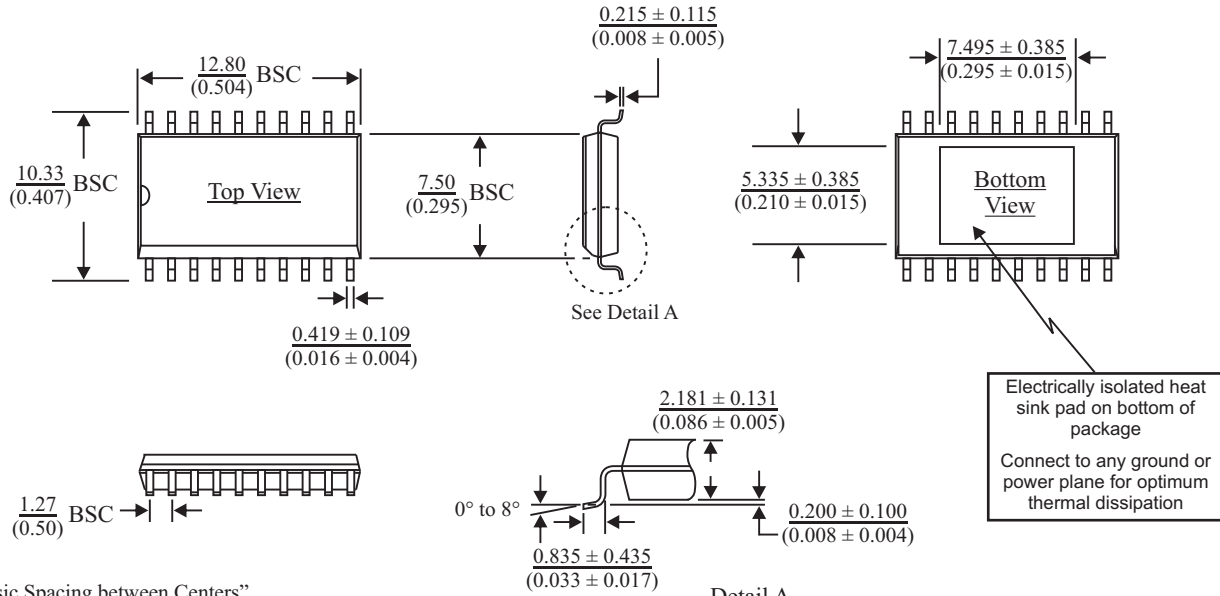 12.80
(0.504)
BSC
0.215 ± 0.115
(0.008 ± 0.005)
7.495 ± 0.385
(0.295 ± 0.015)
10.33
(0.407)
BSC
Top View
7.50
(0.295)
BSC
5.335 ± 0.385
(0.210 ± 0.015)
Bottom
View
See Detail A
0.419 ± 0.109
(0.016 ± 0.004)
Electrically isolated heat
sink pad on bottom of
package
Connect to any ground or
power plane for optimum
thermal dissipation
2.181 ± 0.131
(0.086 ± 0.005)
1.27
(0.50)
BSC
0° to 8°
0.200 ± 0.100
(0.008 ± 0.004)
0.835 ± 0.435
(0.033 ± 0.017)
Spacing between Centers”
Detail A